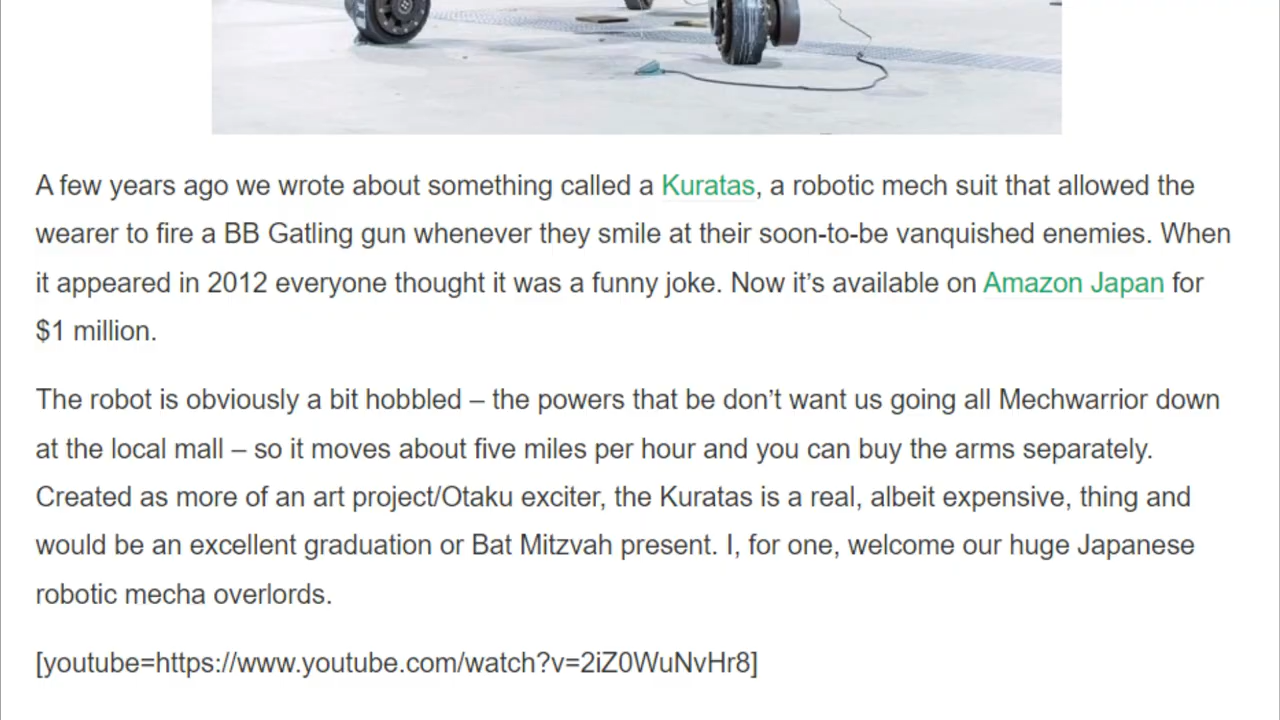 A few years ago we wrote about something called a Kuratas, a robotic mech suit that allowed the
wearer to fire a BB Gatling gun whenever they smile at their soon-to-be vanquished enemies. When
it appeared in 2012 everyone thought it was a funny joke. Now it’s available on Amazon Japan for
$1 million.
The robot is obviously a bit hobbled – the powers that be don’t want us going all Mechwarrior down
at the local mall – so it moves about five miles per hour and you can buy the arms separately.
Created as more of an art project/Otaku exciter, the Kuratas is a real, albeit expensive, thing and
would be an excellent graduation or Bat Mitzvah present. I, for one, welcome our huge Japanese
robotic mecha overlords.
[youtube=https://www.youtube.com/watch?v=2iZ0WuNvHr8]